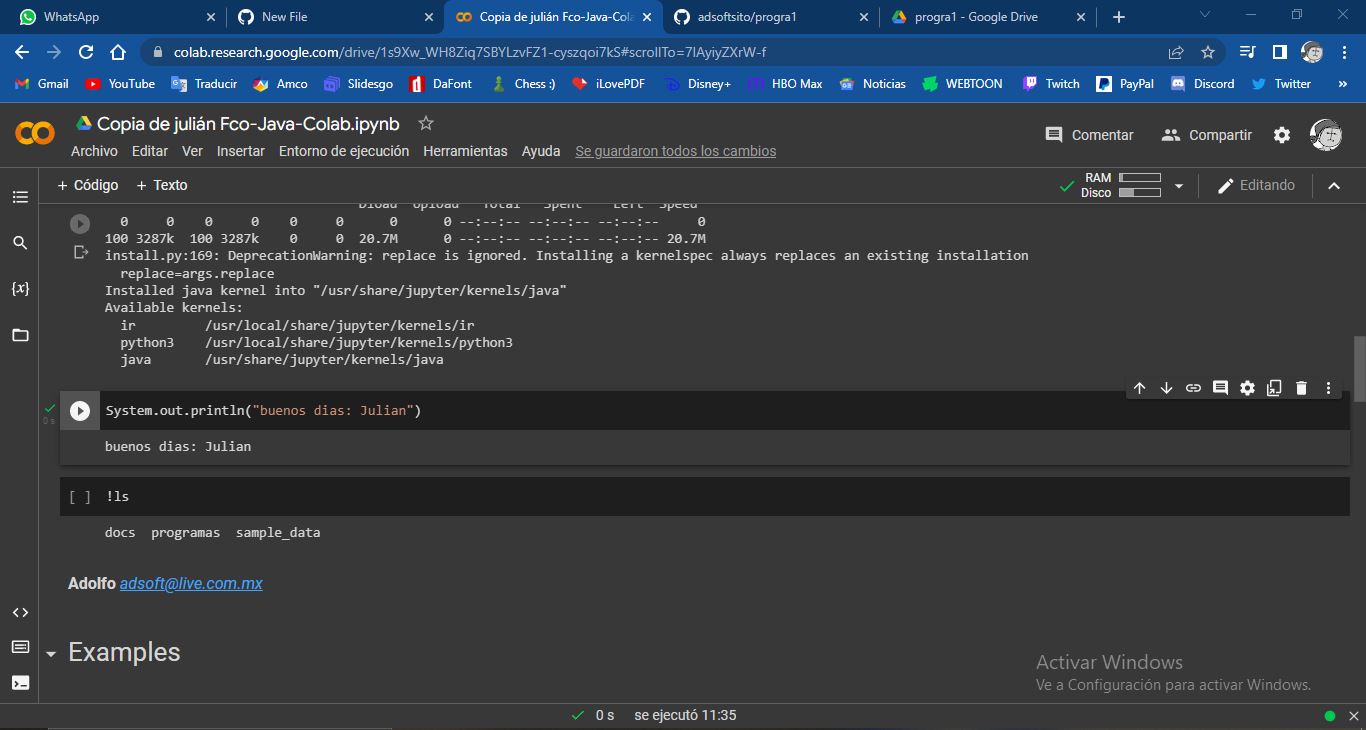 WhatsApp
New File
Copia de julián Fco-Java-Cola
adsoftsito/progra1
progra1 - Google Drive
colab.research.google.com/drive/1s9Xw_WH8Ziq7SBYLzvFZ1-cyszqoi7kS#scrollTo=7IAyiyZXrW-f
Gmail YouTube Traducir Amco Slidesgo DaFont Chess :) iLovePDF Disney+ HBO Max Noticias WEBTOON Twitch PayPal Discord Twitter »
Copia de julián Fco-Java-Colab.ipynb
Comentar Compartir
Archivo Editar Ver Insertar Entorno de ejecución Herramientas Ayuda Se guardaron todos los cambios
+ Código + Texto
RAM
Disco
Editando
Dload Upload Total Spent Left Speed
0 0 0 0 0 0 0 0 --:--:-- --:--:-- --:--:-- 0
100 3287k 100 3287k 0 0 20.7M 0 --:--:-- --:--:-- --:--:-- 20.7M
install.py:169: DeprecationWarning: replace is ignored. Installing a kernelspec always replaces an existing installation
replace=args.replace
Installed java kernel into "/usr/share/jupyter/kernels/java"
Available kernels:
ir /usr/local/share/jupyter/kernels/ir
python3 /usr/local/share/jupyter/kernels/python3
java /usr/share/jupyter/kernels/java
0 s
System.out.println("buenos dias: Julian")
buenos dias: Julian
[ ] !ls
docs programas sample_data
Adolfo adsoft@live.com.mx
Examples
Activar Windows
Ve a Configuración para activar Windows.
0 s se ejecutó 11:35